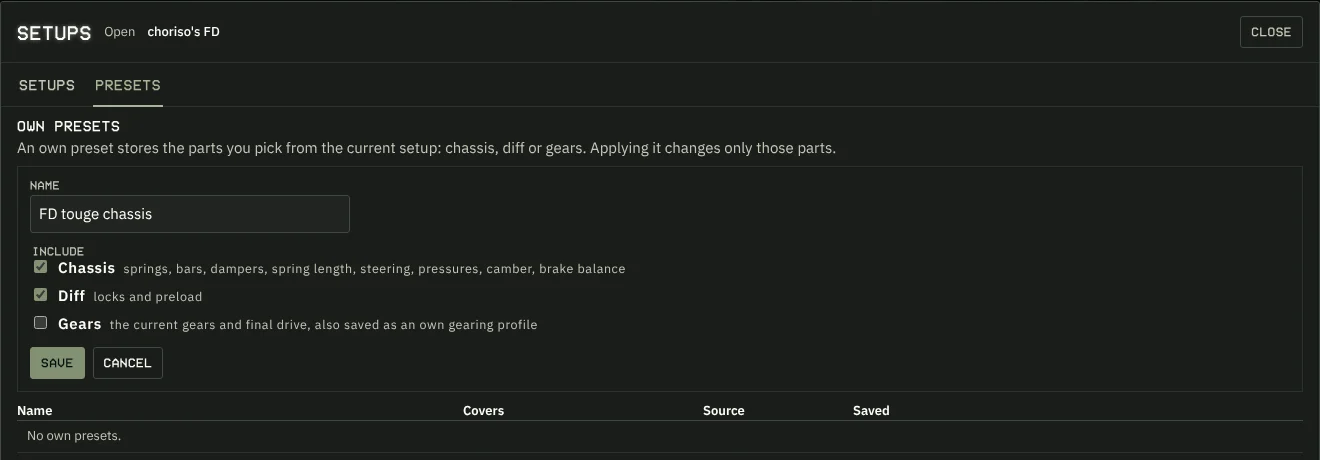 SETUPS Open choriso's FD CLOSE
SETUPS PRESETS
OWN PRESETS
An own preset stores the parts you pick from the current setup: chassis, diff or gears. Applying it changes only those parts.
NAME
FD touge chassis
INCLUDE
Chassis springs, bars, dampers, spring length, steering, pressures, camber, brake balance
Diff locks and preload
Gears the current gears and final drive, also saved as an own gearing profile
SAVE CANCEL
Name Covers Source Saved
No own presets.